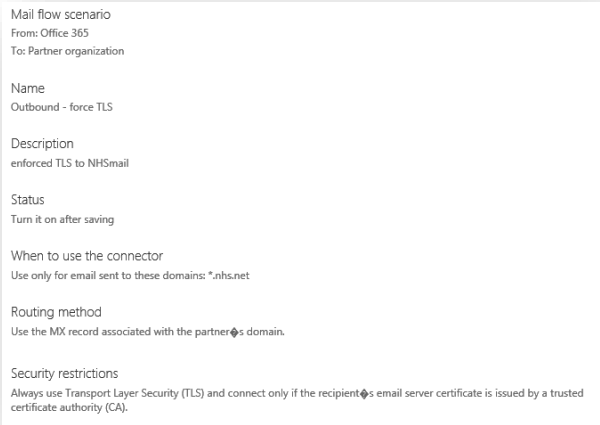 Mail flow scenario
From: Office 365
To: Partner organization
Name
Outbound - force TLS
Description
enforced TLS to NHSmail
Status
Turn it on after saving
When to use the connector
Use only for email sent to these domains: *.nhs.net
Routing method
Use the MX record associated with the partner�s domain.
Security restrictions
Always use Transport Layer Security (TLS) and connect only if the recipient�s email server certificate is issued by a trusted
certificate authority (CA).